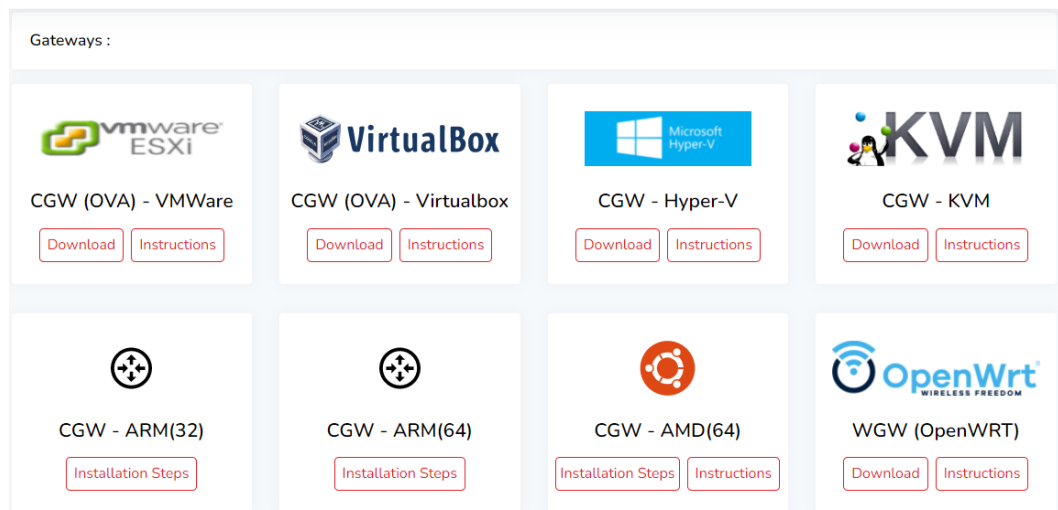 Gateways :
vmware ESXi
VirtualBox
Microsoft Hyper-V
KVM
CGW (OVA) - VMWare
CGW (OVA) - Virtualbox
CGW - Hyper-V
CGW - KVM
Download Instructions
Download Instructions
Download Instructions
Download Instructions
OpenWrt
WIRELESS FREEDOM
CGW - ARM(32)
CGW - ARM(64)
CGW - AMD(64)
WGW (OpenWRT)
Installation Steps
Installation Steps
Installation Steps Instructions
Download Instructions